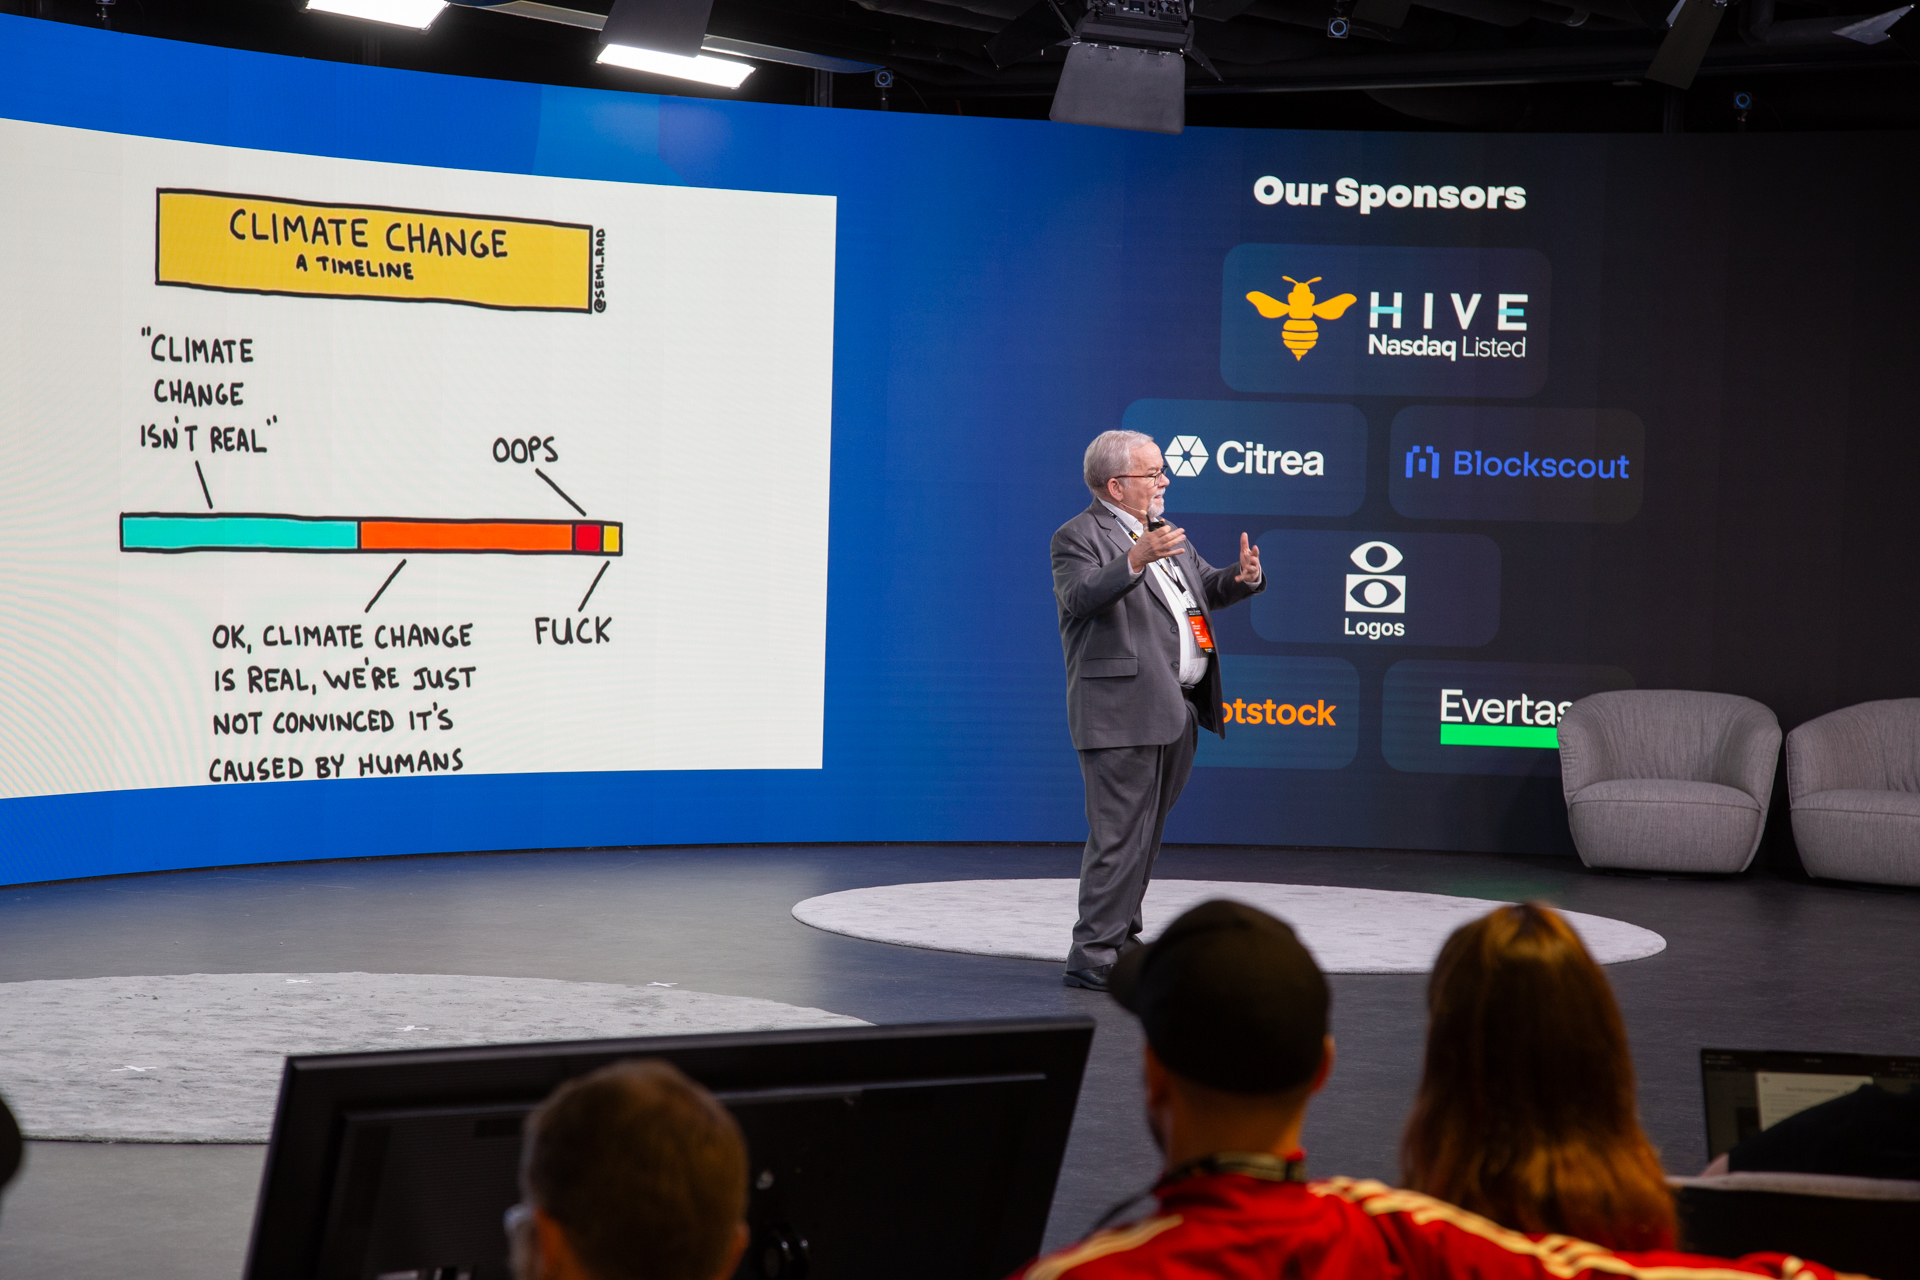 CLIMATE CHANGE
A TIMELINE
@SEMI_RAD
"CLIMATE
CHANGE
ISN'T REAL"
OOPS
OK, CLIMATE CHANGE
IS REAL, WE'RE JUST
NOT CONVINCED IT'S
CAUSED BY HUMANS
FUCK
Our Sponsors
HIVE
Nasdaq Listed
Citrea
Blockscout
Logos
otstock
Evertas